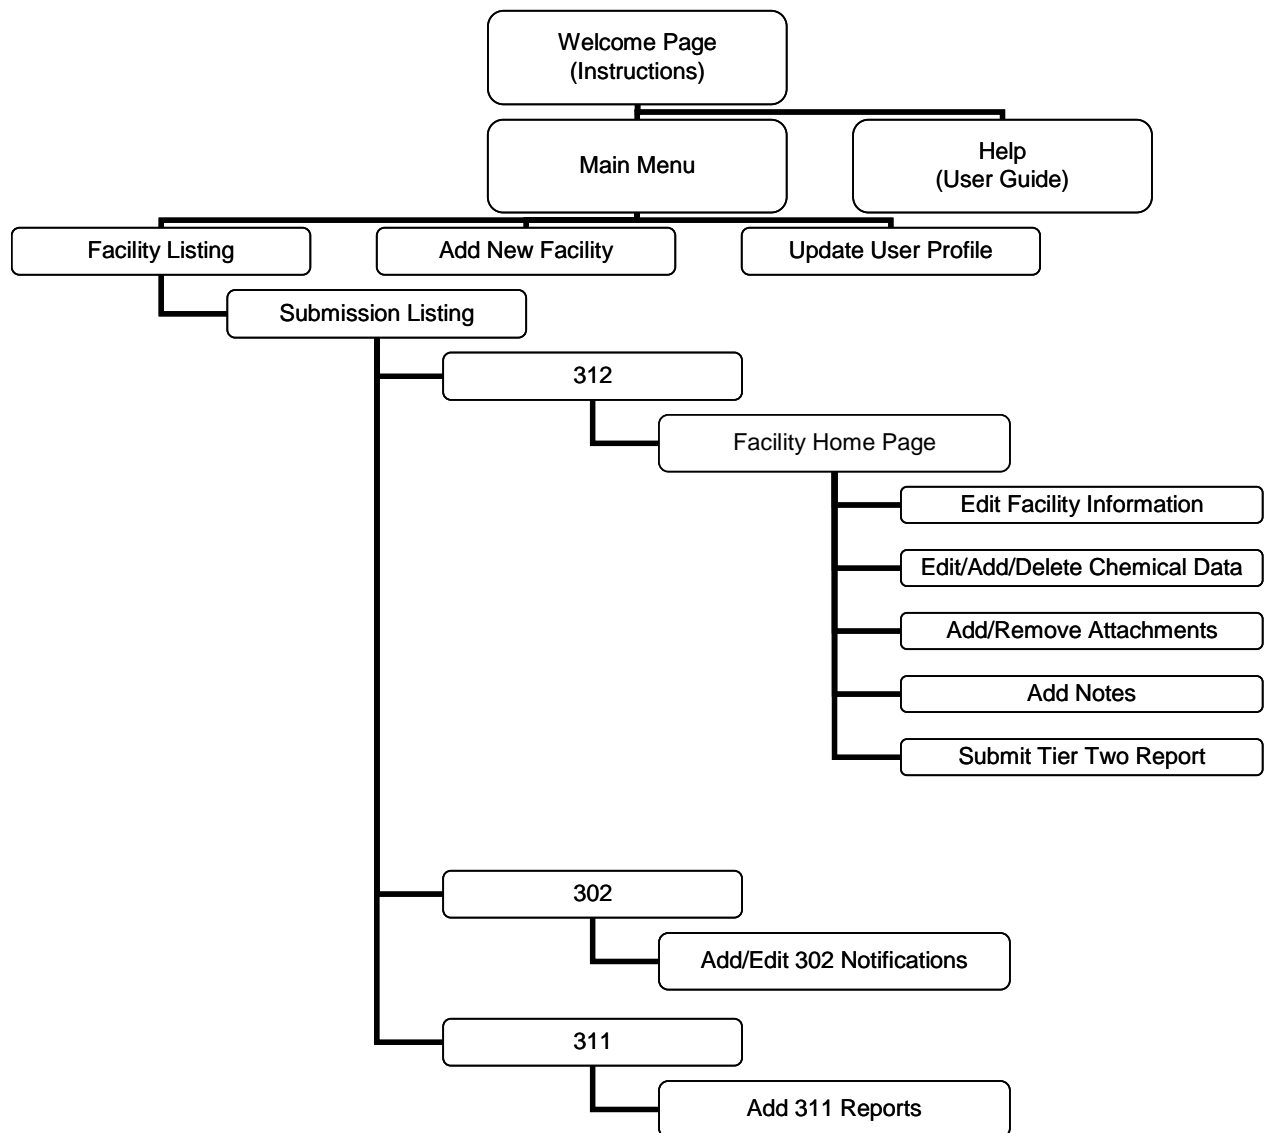 Welcome Page
(Instructions)
Main Menu
Help
(User Guide)
Facility Listing
Add New Facility
Update User Profile
Submission Listing
312
Facility Home Page
Edit Facility Information
Edit/Add/Delete Chemical Data
Add/Remove Attachments
Add Notes
Submit Tier Two Report
302
Add/Edit 302 Notifications
311
Add 311 Reports